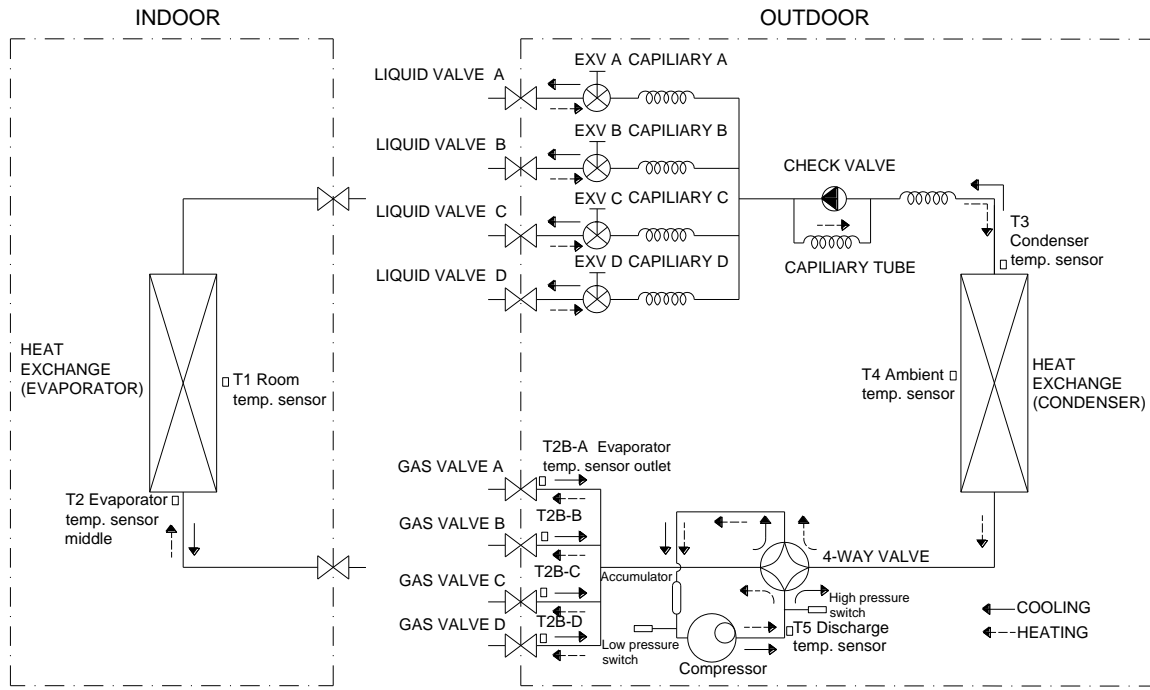 INDOOR
OUTDOOR
LIQUID VALVE A
EXV A CAPILIARY A
LIQUID VALVE B
EXV B CAPILIARY B
LIQUID VALVE C
EXV C CAPILIARY C
LIQUID VALVE D
EXV D CAPILIARY D
CHECK VALVE
CAPILIARY TUBE
T3
Condenser
temp. sensor
HEAT
EXCHANGE
(EVAPORATOR)
T1 Room
temp. sensor
T4 Ambient
temp. sensor
HEAT
EXCHANGE
(CONDENSER)
T2 Evaporator
temp. sensor
middle
GAS VALVE A
T2B-A Evaporator
temp. sensor outlet
GAS VALVE B
T2B-B
GAS VALVE C
T2B-C
GAS VALVE D
T2B-D
Accumulator
4-WAY VALVE
High pressure
switch
Low pressure
switch
T5 Discharge
temp. sensor
Compressor
COOLING
HEATING